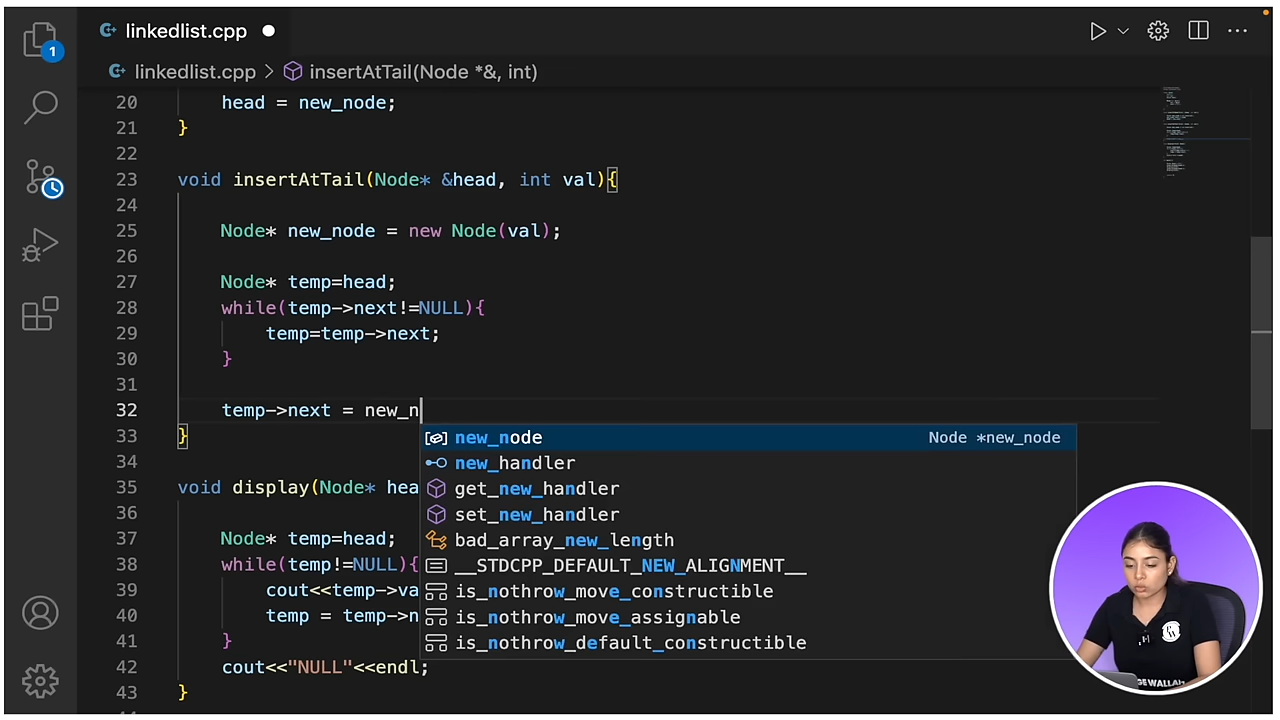 linkedlist.cpp
1
linkedlist.cpp > insertAtTail(Node *&, int)
20 head = new_node;
21 }
22
23 void insertAtTail(Node* &head, int val){
24
25 Node* new_node = new Node(val);
26
27 Node* temp=head;
28 while(temp->next!=NULL){
29 temp=temp->next;
30 }
31
32 temp->next = new_n
33 }
new_node Node *new_node
new_handler
34
35 void display(Node* hea
get_new_handler
36
set_new_handler
37 Node* temp=head;
bad_array_new_length
38 while(temp!=NULL){
__STDCPP_DEFAULT_NEW_ALIGNMENT__
39 cout<<temp->va
is_nothrow_move_constructible
40 temp = temp->n
is_nothrow_move_assignable
41 }
is_nothrow_default_constructible
42 cout<<"NULL"<<endl;
43 }
PW
GE WALLAH